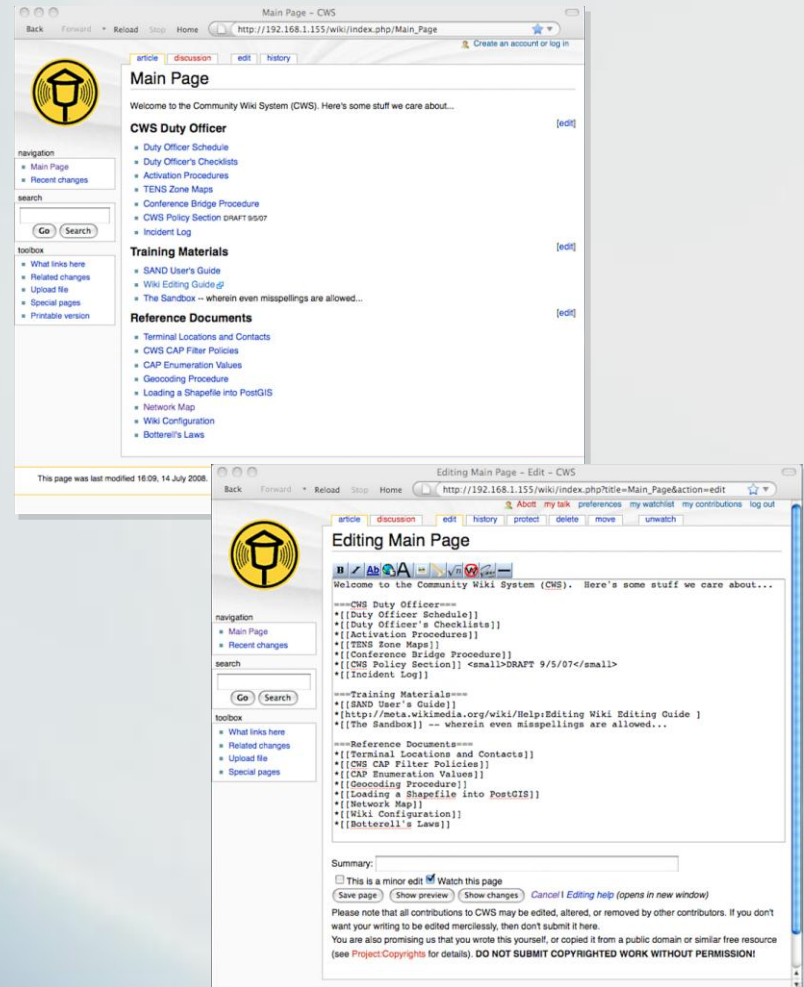 Main Page – CWS
Back Forward Reload Stop Home http://192.168.1.155/wiki/index.php/Main_Page
Create an account or log in
article discussion edit history
Main Page
Welcome to the Community Wiki System (CWS). Here's some stuff we care about...
CWS Duty Officer [edit]
Duty Officer Schedule
Duty Officer's Checklists
Activation Procedures
TENS Zone Maps
Conference Bridge Procedure
CWS Policy Section DRAFT 9/5/07
Incident Log
Training Materials [edit]
SAND User's Guide
Wiki Editing Guide
The Sandbox -- wherein even misspellings are allowed...
Reference Documents [edit]
Terminal Locations and Contacts
CWS CAP Filter Policies
CAP Enumeration Values
Geocoding Procedure
Loading a Shapefile into PostGIS
Network Map
Wiki Configuration
Botterell's Laws
navigation
Main Page
Recent changes
search
Go Search
toolbox
What links here
Related changes
Upload file
Special pages
Printable version
This page was last modified 16:09, 14 July 2008.
Editing Main Page – Edit – CWS
Back Forward Reload Stop Home http://192.168.1.155/wiki/index.php?title=Main_Page&action=edit
Abott my talk preferences my watchlist my contributions log out
article discussion edit history protect delete move unwatch
Editing Main Page
B I Ab A √n W
Welcome to the Community Wiki System (CWS). Here's some stuff we care about...
===CWS Duty Officer===
*[[Duty Officer Schedule]]
*[[Duty Officer's Checklists]]
*[[Activation Procedures]]
*[[TENS Zone Maps]]
*[[Conference Bridge Procedure]]
*[[CWS Policy Section]] <small>DRAFT 9/5/07</small>
*[[Incident Log]]
===Training Materials===
*[[SAND User's Guide]]
*[http://meta.wikimedia.org/wiki/Help:Editing Wiki Editing Guide ]
*[[The Sandbox]] -- wherein even misspellings are allowed...
===Reference Documents===
*[[Terminal Locations and Contacts]]
*[[CWS CAP Filter Policies]]
*[[CAP Enumeration Values]]
*[[Geocoding Procedure]]
*[[Loading a Shapefile into PostGIS]]
*[[Network Map]]
*[[Wiki Configuration]]
*[[Botterell's Laws]]
navigation
Main Page
Recent changes
search
Go Search
toolbox
What links here
Related changes
Upload file
Special pages
Summary:
This is a minor edit Watch this page
Save page Show preview Show changes Cancel | Editing help (opens in new window)
Please note that all contributions to CWS may be edited, altered, or removed by other contributors. If you don't
want your writing to be edited mercilessly, then don't submit it here.
You are also promising us that you wrote this yourself, or copied it from a public domain or similar free resource
(see Project:Copyrights for details). DO NOT SUBMIT COPYRIGHTED WORK WITHOUT PERMISSION!